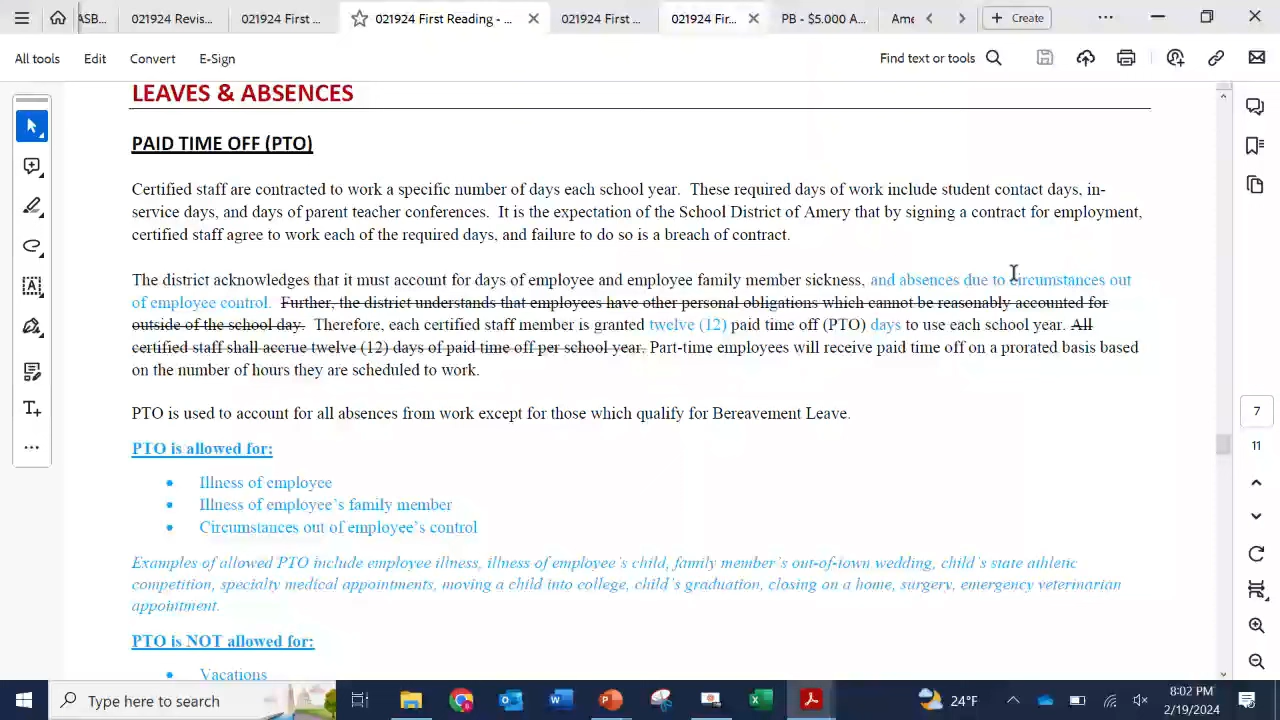 ASB...
021924 Revis...
021924 First ...
021924 First Reading - ...
021924 First ...
021924 Fir...
PB - $5.000 A...
Ame
Create
All tools
Edit
Convert
E-Sign
Find text or tools
LEAVES & ABSENCES
PAID TIME OFF (PTO)
Certified staff are contracted to work a specific number of days each school year. These required days of work include student contact days, in-
service days, and days of parent teacher conferences. It is the expectation of the School District of Amery that by signing a contract for employment,
certified staff agree to work each of the required days, and failure to do so is a breach of contract.
The district acknowledges that it must account for days of employee and employee family member sickness, and absences due to circumstances out
of employee control. Further, the district understands that employees have other personal obligations which cannot be reasonably accounted for
outside of the school day. Therefore, each certified staff member is granted twelve (12) paid time off (PTO) days to use each school year. All
certified staff shall accrue twelve (12) days of paid time off per school year. Part-time employees will receive paid time off on a prorated basis based
on the number of hours they are scheduled to work.
PTO is used to account for all absences from work except for those which qualify for Bereavement Leave.
PTO is allowed for:
• Illness of employee
• Illness of employee's family member
• Circumstances out of employee's control
Examples of allowed PTO include employee illness, illness of employee's child, family member's out-of-town wedding, child's state athletic
competition, specialty medical appointments, moving a child into college, child's graduation, closing on a home, surgery, emergency veterinarian
appointment.
PTO is NOT allowed for:
• Vacations
7
11
Type here to search
24°F
8:02 PM
2/19/2024